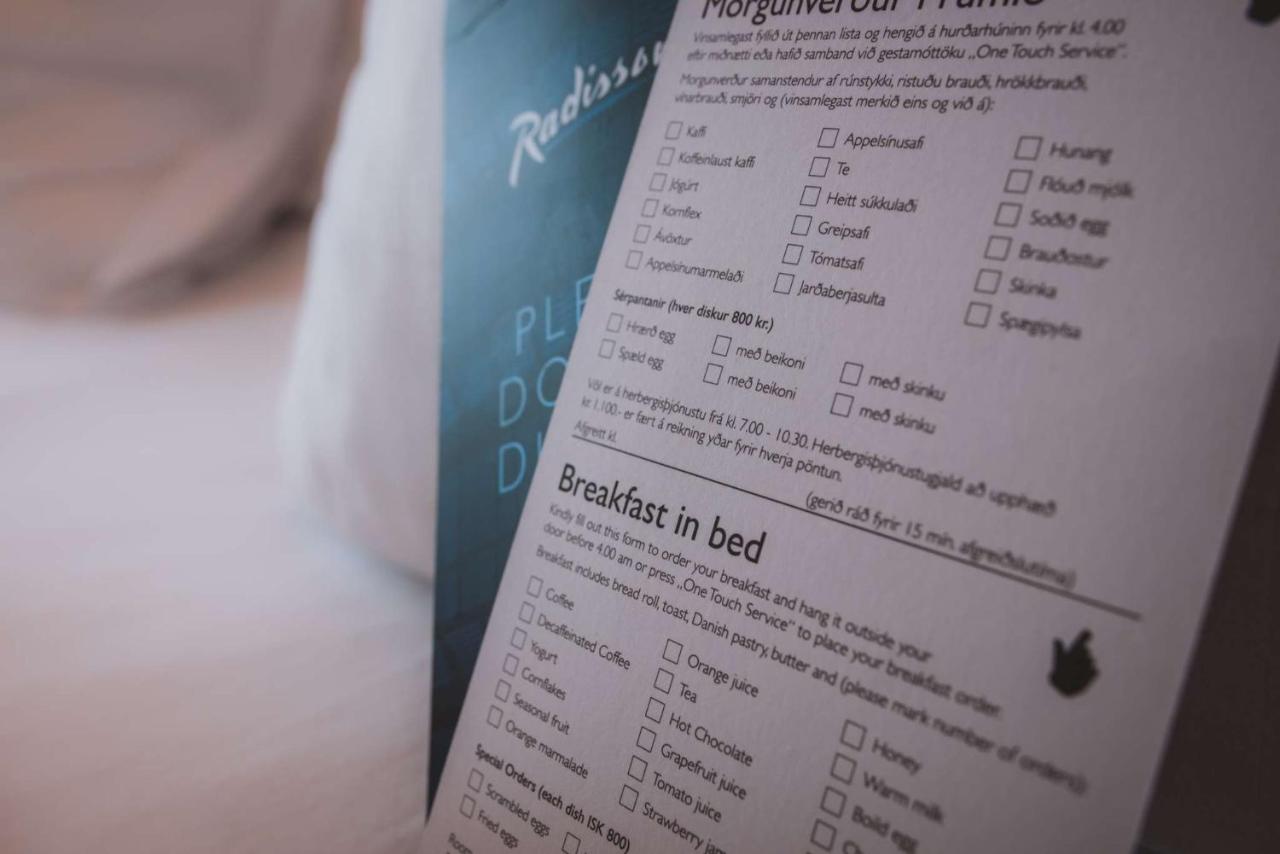 Radisson
PLE
DO
DI
Morgunverður í rúmið
Vinsamlegast fyllið út þennan lista og hengið á hurðarhúninn fyrir kl. 4.00
eftir miðnætti eða hafið samband við gestamóttöku „One Touch Service".
Morgunverður samanstendur af rúnstykki, ristuðu brauði, hrökkbrauði,
vínarbrauði, smjöri og (vinsamlegast merkið eins og við á):
Kaffi
Koffeinlaust kaffi
Jógúrt
Kornflex
Ávöxtur
Appelsínumarmelaði
Appelsínusafi
Te
Heitt súkkulaði
Greipsafi
Tómatsafi
Jarðaberjasulta
Hunang
Flóuð mjólk
Soðið egg
Brauðostur
Skinka
Spægipylsa
Sérpantanir (hver diskur 800 kr.)
Hrærð egg með beikoni með skinku
Spæld egg með beikoni með skinku
Völ er á herbergisþjónustu frá kl. 7.00 - 10.30. Herbergisþjónustugjald að upphæð
kr. 1.100.- er fært á reikning yðar fyrir hverja pöntun.
Afgreitt kl. (gerið ráð fyrir 15 mín. afgreiðslutíma)
Breakfast in bed
Kindly fill out this form to order your breakfast and hang it outside your
door before 4.00 am or press „One Touch Service" to place your breakfast order.
Breakfast includes bread roll, toast, Danish pastry, butter and (please mark number of orders):
Coffee
Decaffeinated Coffee
Yogurt
Cornflakes
Seasonal fruit
Orange marmalade
Orange juice
Tea
Hot Chocolate
Grapefruit juice
Tomato juice
Strawberry jam
Honey
Warm milk
Boild egg
Special Orders (each dish ISK 800)
Scrambled eggs
Fried eggs